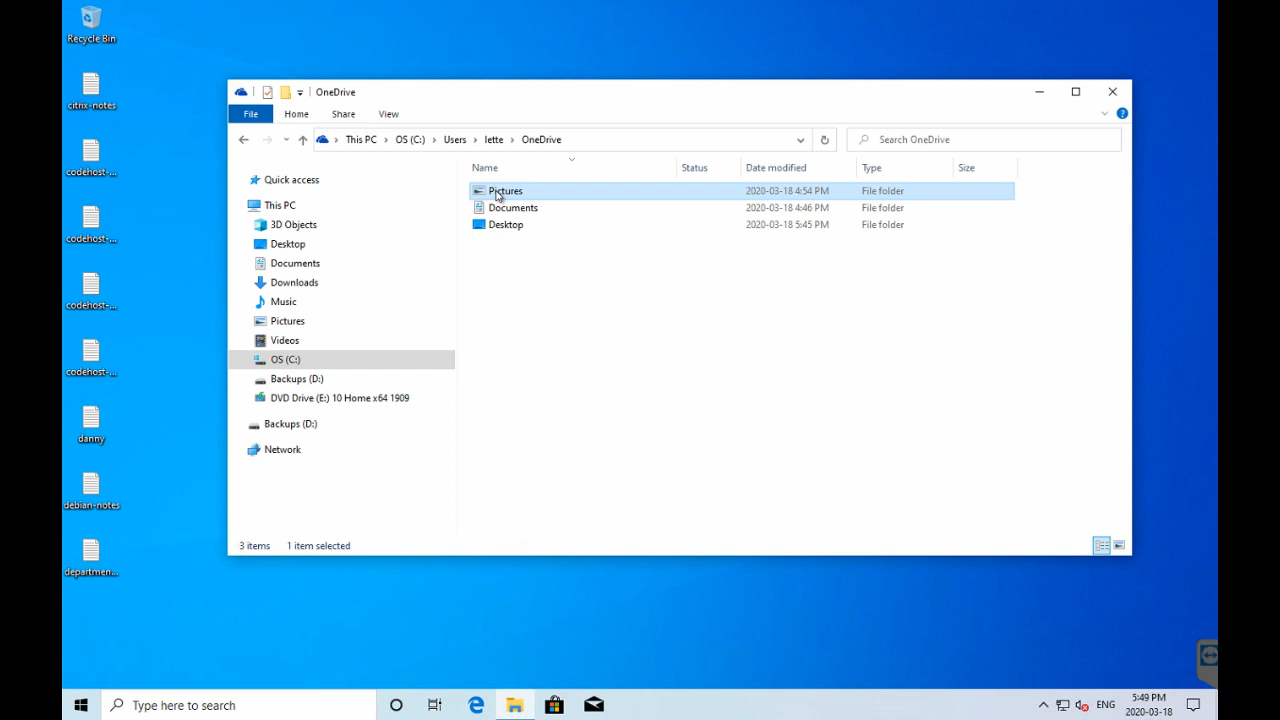 Recycle Bin
citrix-notes
codehost-...
codehost-...
codehost-...
codehost-...
danny
debian-notes
departmen...
OneDrive
File Home Share View
This PC OS (C:) Users lette OneDrive
Search OneDrive
Quick access
This PC
3D Objects
Desktop
Documents
Downloads
Music
Pictures
Videos
OS (C:)
Backups (D:)
DVD Drive (E:) 10 Home x64 1909
Backups (D:)
Network
Name Status Date modified Type Size
Pictures 2020-03-18 4:54 PM File folder
Documents 2020-03-18 4:46 PM File folder
Desktop 2020-03-18 5:45 PM File folder
3 items 1 item selected
Type here to search
ENG
5:49 PM
2020-03-18